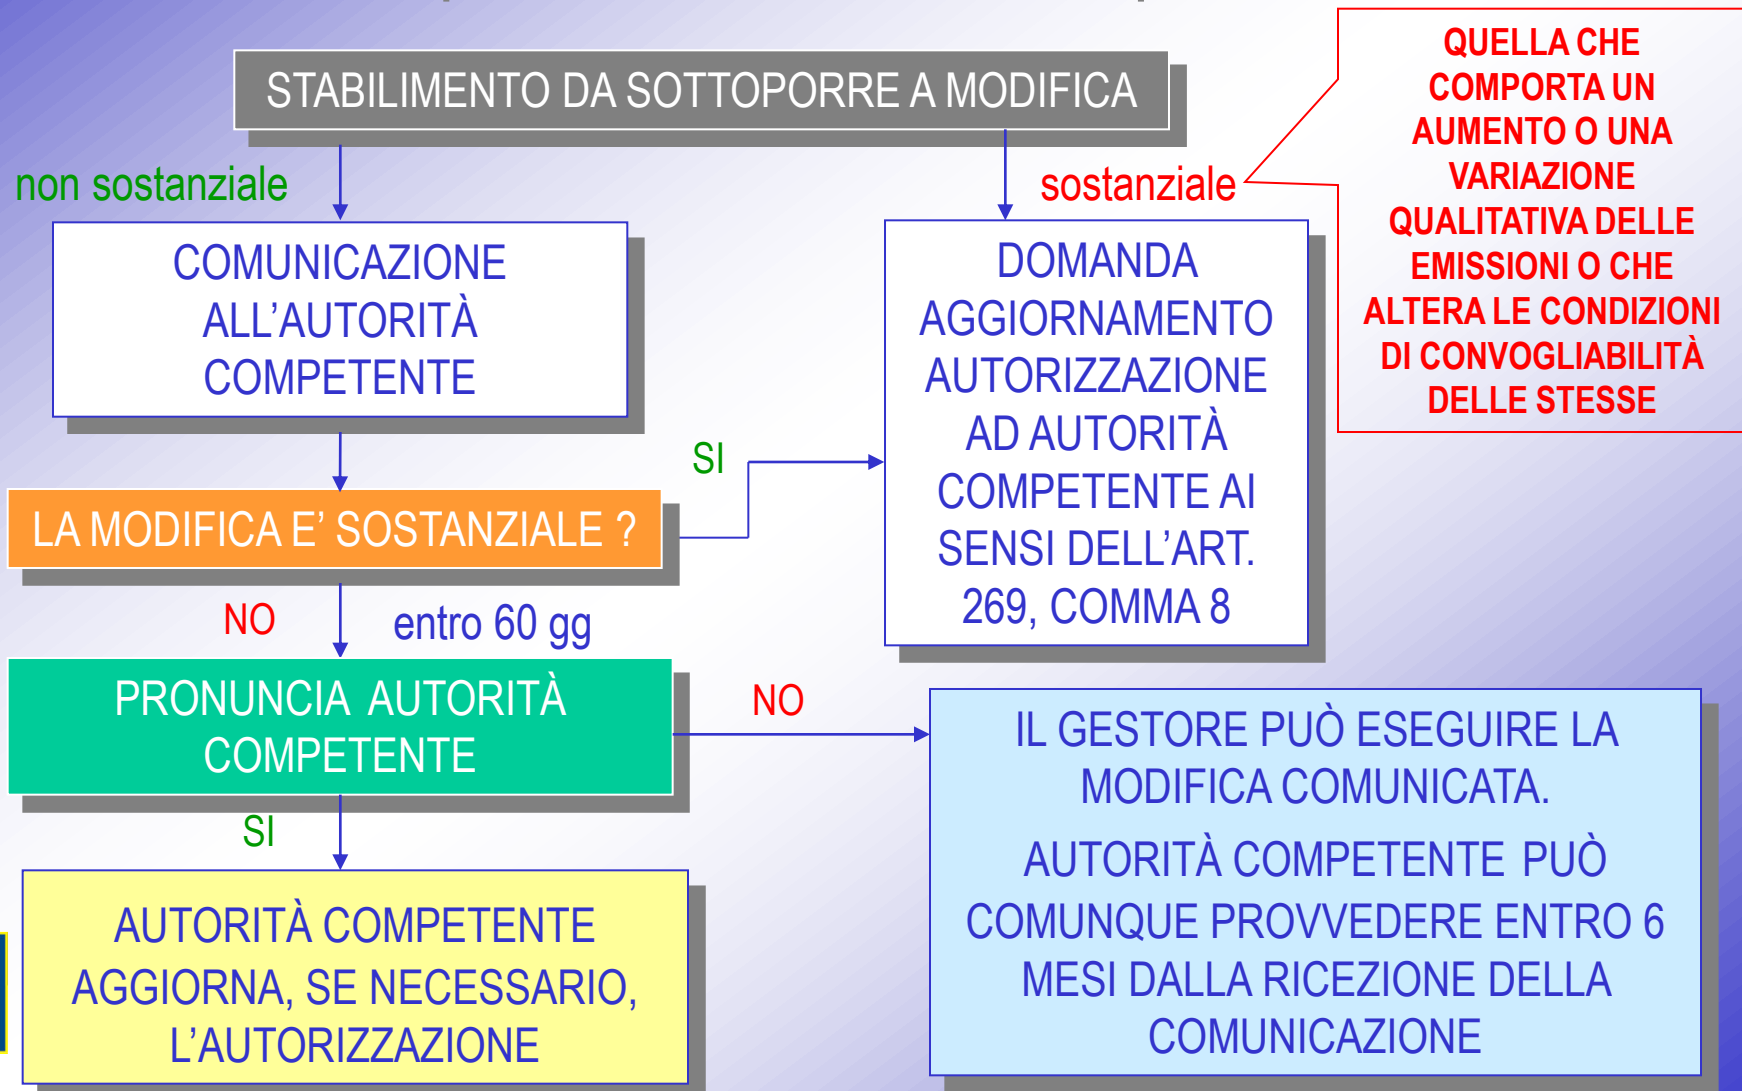 STABILIMENTO DA SOTTOPORRE A MODIFICA
QUELLA CHE
COMPORTA UN
AUMENTO O UNA
VARIAZIONE
QUALITATIVA DELLE
EMISSIONI O CHE
ALTERA LE CONDIZIONI
DI CONVOGLIABILITÀ
DELLE STESSE
non sostanziale
sostanziale
COMUNICAZIONE
ALL’AUTORITÀ
COMPETENTE
DOMANDA
AGGIORNAMENTO
AUTORIZZAZIONE
AD AUTORITÀ
COMPETENTE AI
SENSI DELL’ART.
269, COMMA 8
SI
LA MODIFICA E’ SOSTANZIALE ?
NO
entro 60 gg
PRONUNCIA AUTORITÀ
COMPETENTE
NO
IL GESTORE PUÒ ESEGUIRE LA
MODIFICA COMUNICATA.
AUTORITÀ COMPETENTE PUÒ
COMUNQUE PROVVEDERE ENTRO 6
MESI DALLA RICEZIONE DELLA
COMUNICAZIONE
SI
AUTORITÀ COMPETENTE
AGGIORNA, SE NECESSARIO,
L’AUTORIZZAZIONE